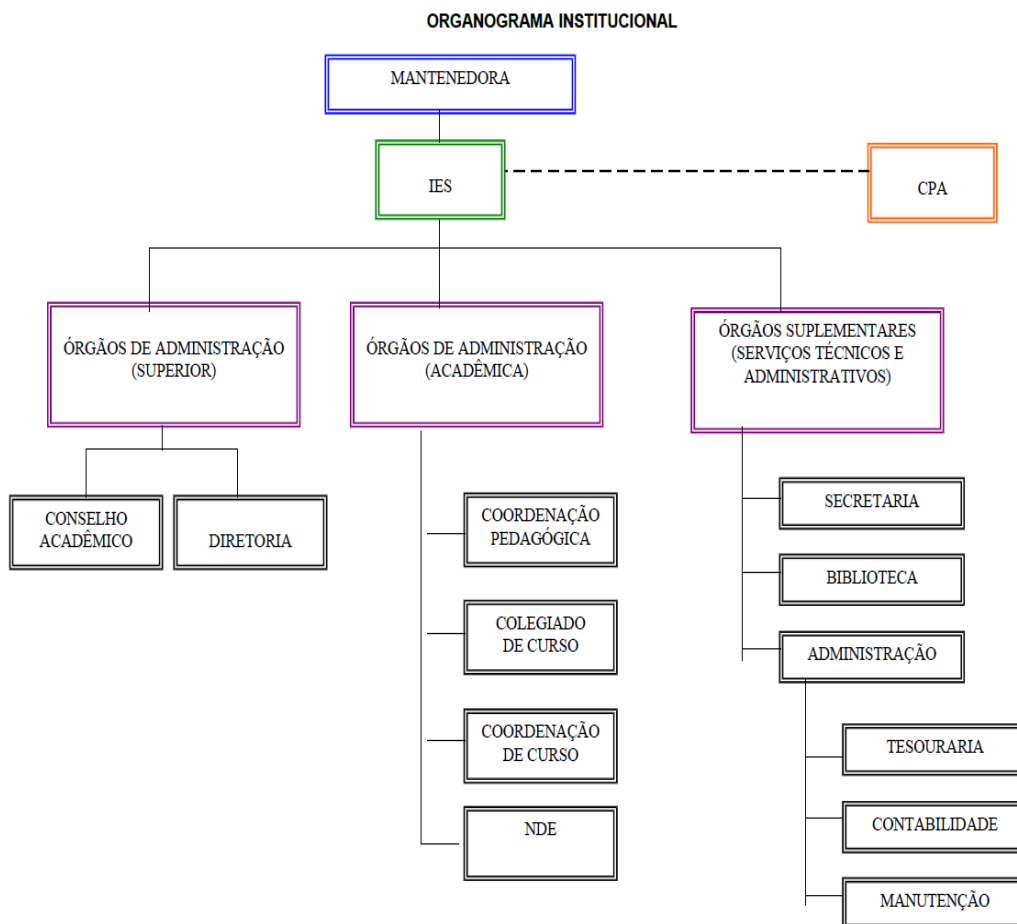 ORGANOGRAMA INSTITUCIONAL
MANTENEDORA
IES
CPA
ÓRGÃOS DE ADMINISTRAÇÃO
(SUPERIOR)
ÓRGÃOS DE ADMINISTRAÇÃO
(ACADÊMICA)
ÓRGÃOS SUPLEMENTARES
(SERVIÇOS TÉCNICOS E
ADMINISTRATIVOS)
CONSELHO
ACADÊMICO
DIRETORIA
COORDENAÇÃO
PEDAGÓGICA
COLEGIADO
DE CURSO
COORDENAÇÃO
DE CURSO
NDE
SECRETARIA
BIBLIOTECA
ADMINISTRAÇÃO
TESOURARIA
CONTABILIDADE
MANUTENÇÃO